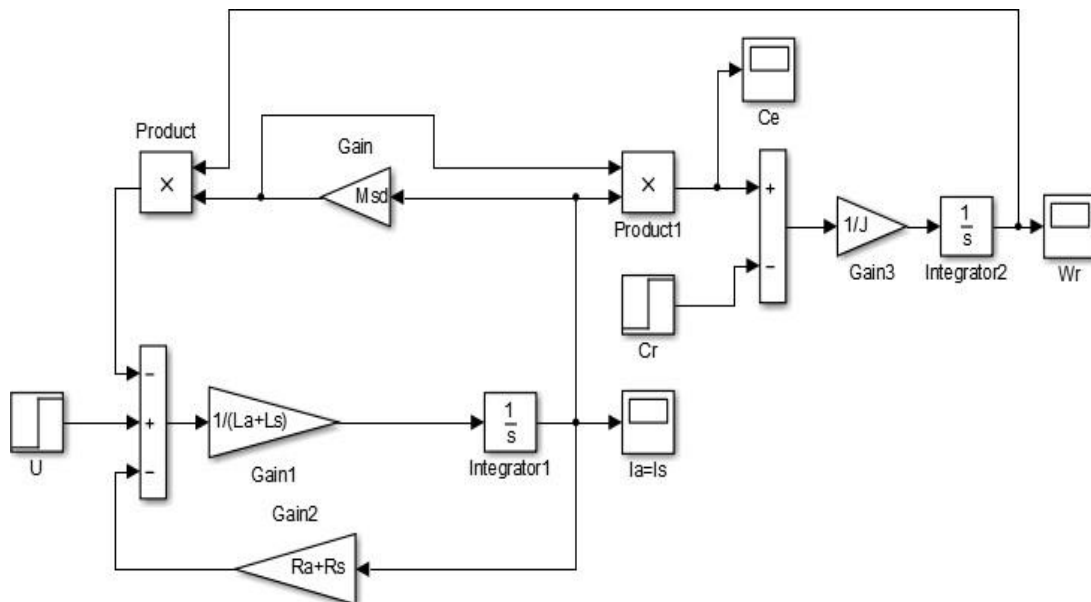 Ce
Product
×
Gain
Msd
×
Product1
+
−
1/J
Gain3
1
s
Integrator2
Wr
Cr
U
−
+
−
1/(La+Ls)
Gain1
1
s
Integrator1
Ia=Is
Gain2
Ra+Rs